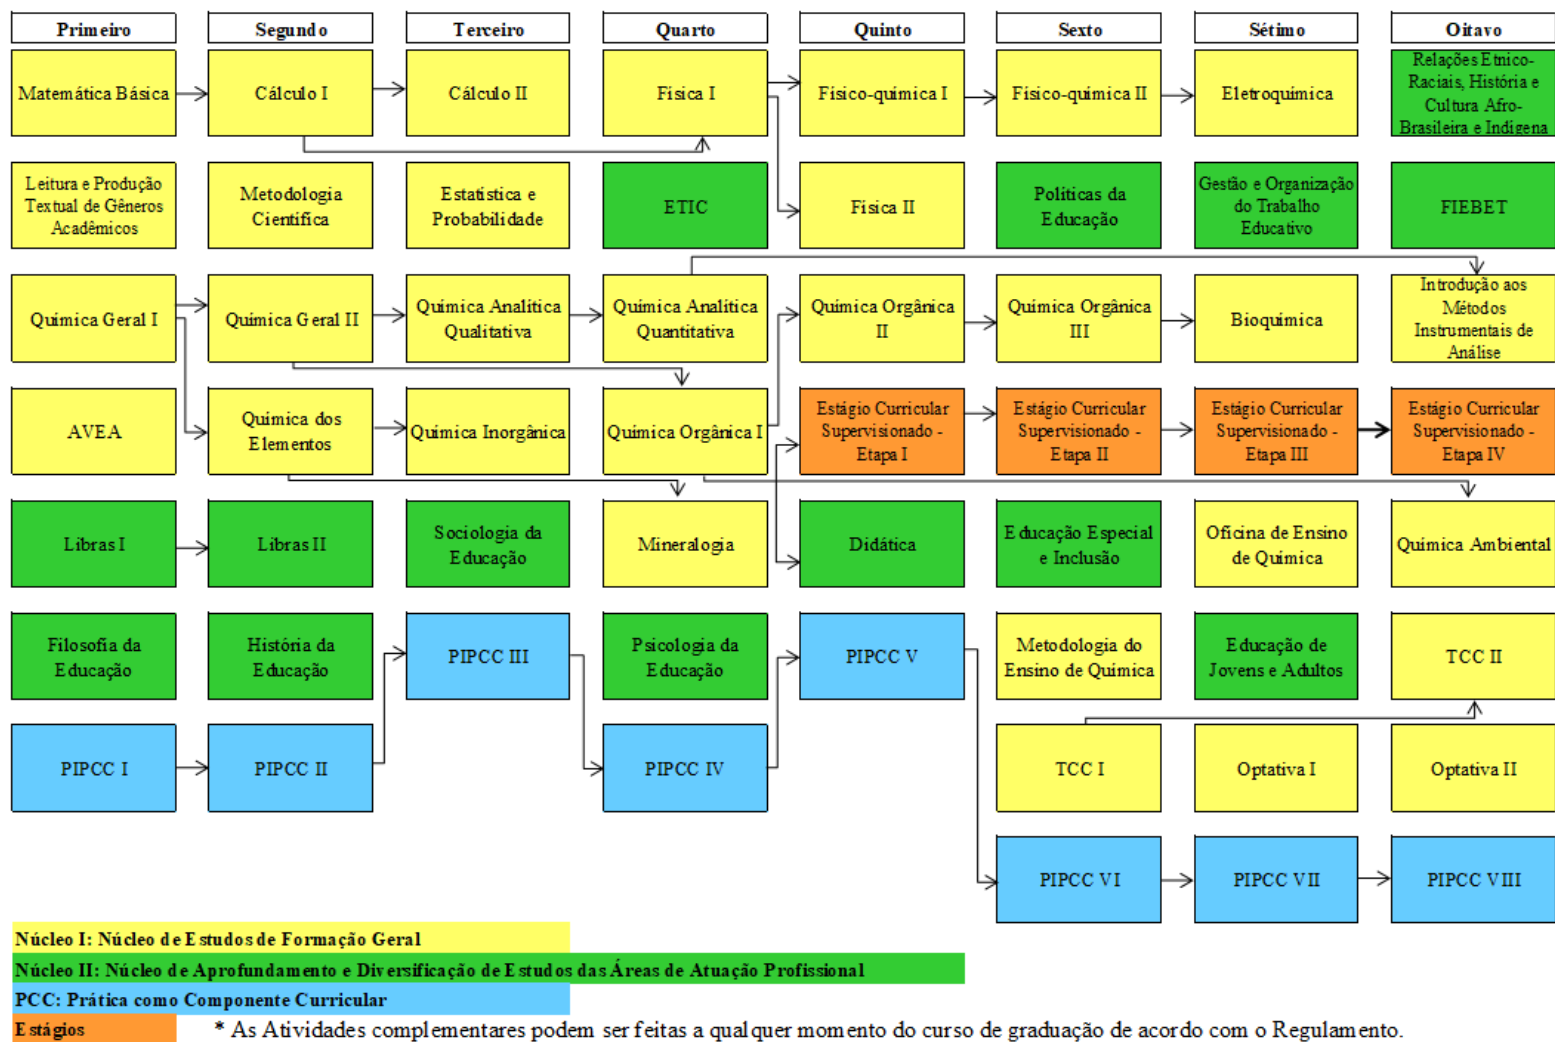 Primeiro
Segundo
Terceiro
Quarto
Quinto
Sexto
Sétimo
Oitavo
Matemática Básica
Cálculo I
Cálculo II
Física I
Físico-química I
Físico-química II
Eletroquímica
Relações Etnico-
Raciais, História e
Cultura Afro-
Brasileira e Indígena
Leitura e Produção
Textual de Gêneros
Acadêmicos
Metodologia
Científica
Estatística e
Probabilidade
ETIC
Física II
Políticas da
Educação
Gestão e Organização
do Trabalho
Educativo
FIEBET
Química Geral I
Química Geral II
Química Analítica
Qualitativa
Química Analítica
Quantitativa
Química Orgânica
II
Química Orgânica
III
Bioquímica
Introdução aos
Métodos
Instrumentais de
Análise
AVEA
Química dos
Elementos
Química Inorgânica
Química Orgânica I
Estágio Curricular
Supervisionado -
Etapa I
Estágio Curricular
Supervisionado -
Etapa II
Estágio Curricular
Supervisionado -
Etapa III
Estágio Curricular
Supervisionado -
Etapa IV
Libras I
Libras II
Sociologia da
Educação
Mineralogia
Didática
Educação Especial
e Inclusão
Oficina de Ensino
de Química
Química Ambiental
Filosofia da
Educação
História da
Educação
PIPCC III
Psicologia da
Educação
PIPCC V
Metodologia do
Ensino de Química
Educação de
Jovens e Adultos
TCC II
PIPCC I
PIPCC II
PIPCC IV
TCC I
Optativa I
Optativa II
PIPCC VI
PIPCC VII
PIPCC VIII
Núcleo I: Núcleo de Estudos de Formação Geral
Núcleo II: Núcleo de Aprofundamento e Diversificação de Estudos das Áreas de Atuação Profissional
PCC: Prática como Componente Curricular
Estágios
* As Atividades complementares podem ser feitas a qualquer momento do curso de graduação de acordo com o Regulamento.